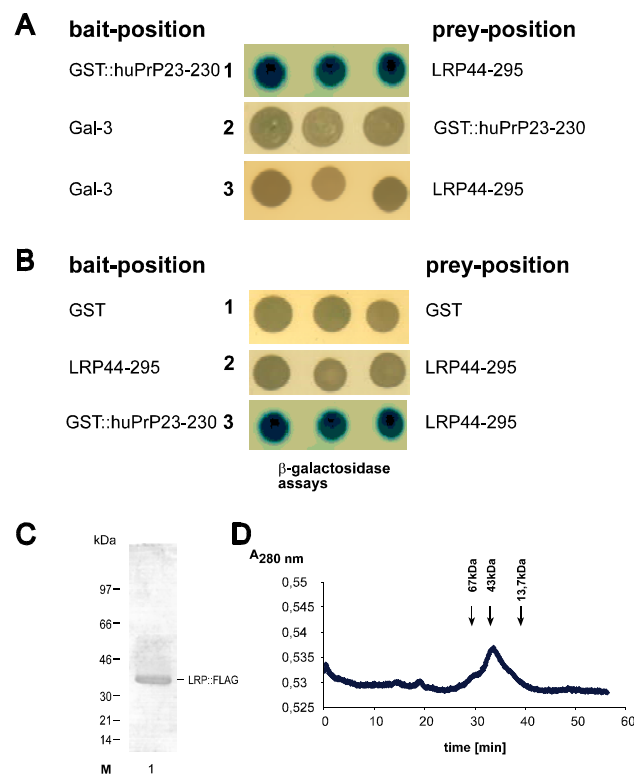 A
bait-position prey-position
GST::huPrP23-230 1 LRP44-295
Gal-3 2 GST::huPrP23-230
Gal-3 3 LRP44-295
B
bait-position prey-position
GST 1 GST
LRP44-295 2 LRP44-295
GST::huPrP23-230 3 LRP44-295
β-galactosidase
assays
C
kDa
97
66
46
30
21
14
LRP::FLAG
M 1
D
A280 nm
67kDa 43kDa 13,7kDa
0,55
0,545
0,54
0,535
0,53
0,525
0 10 20 30 40 50 60
time [min]